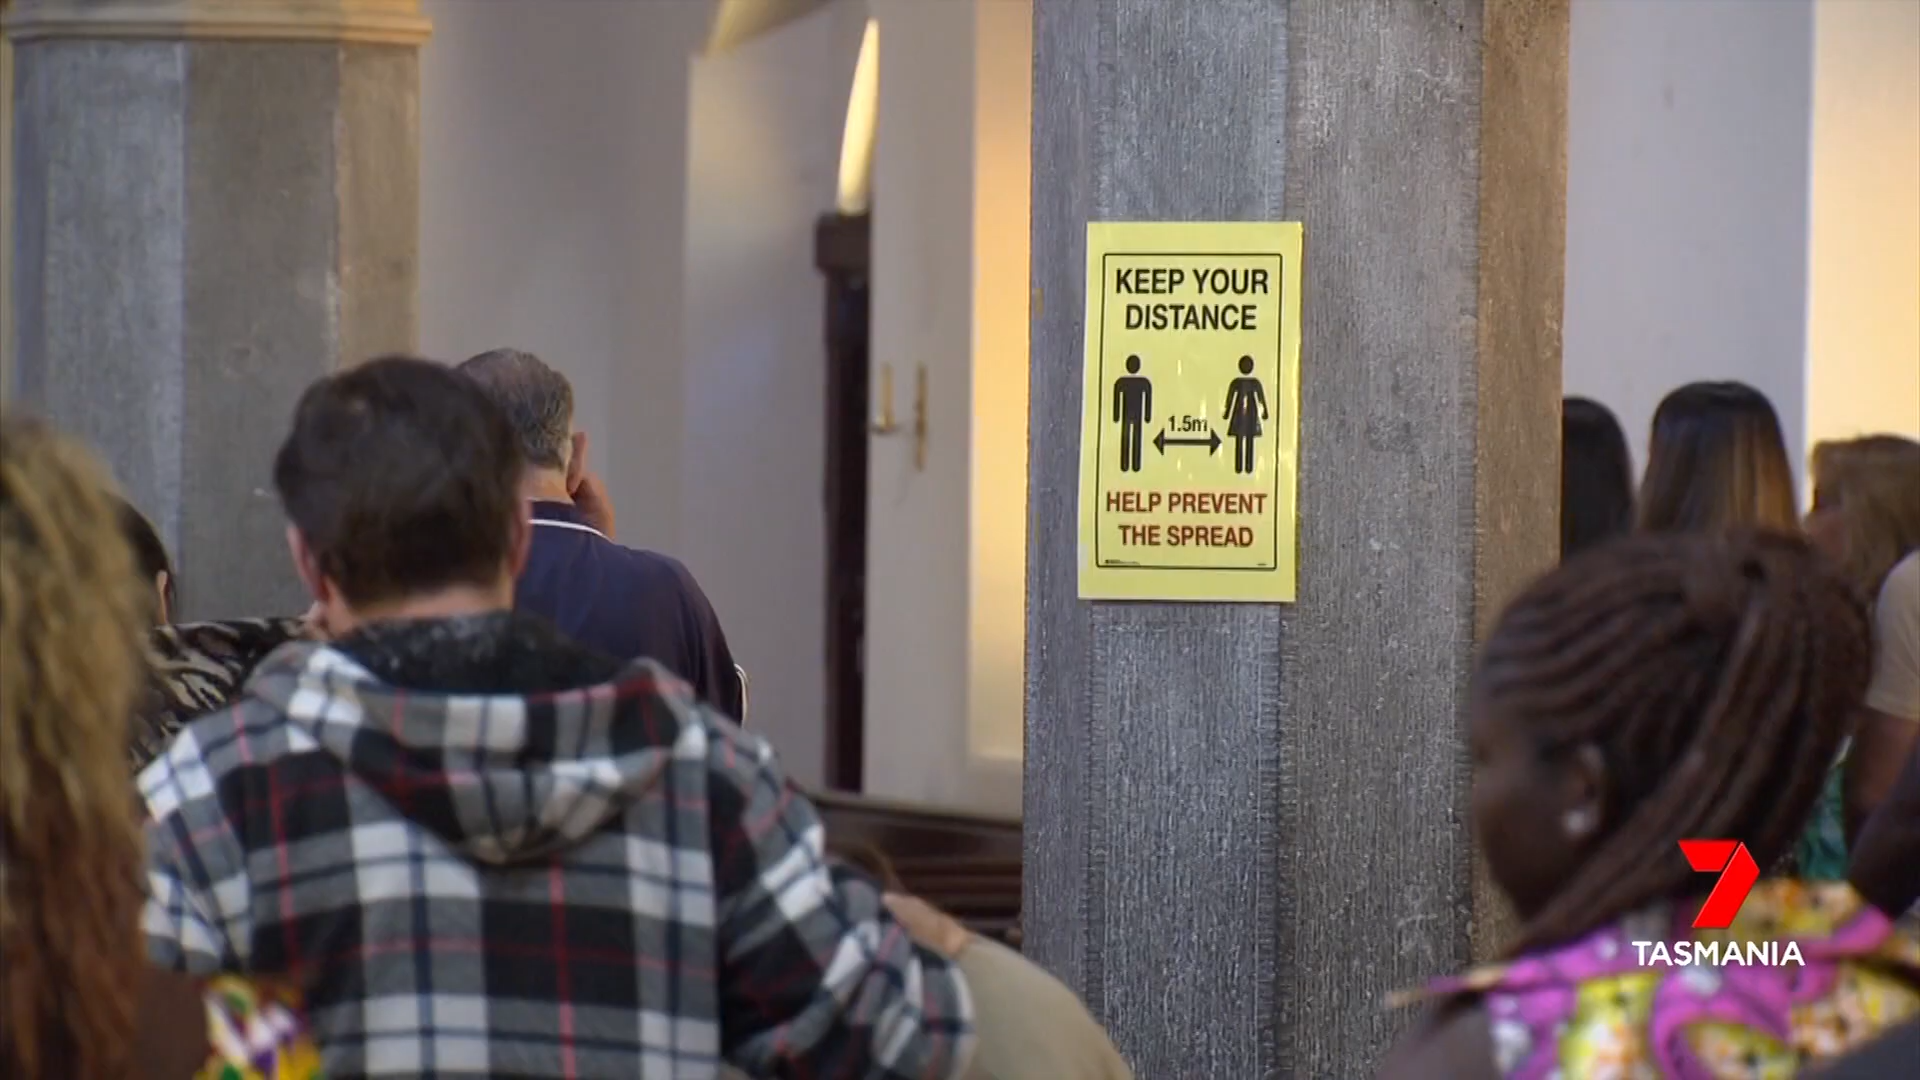 KEEP YOUR
DISTANCE
1.5m
HELP PREVENT
THE SPREAD
7
TASMANIA